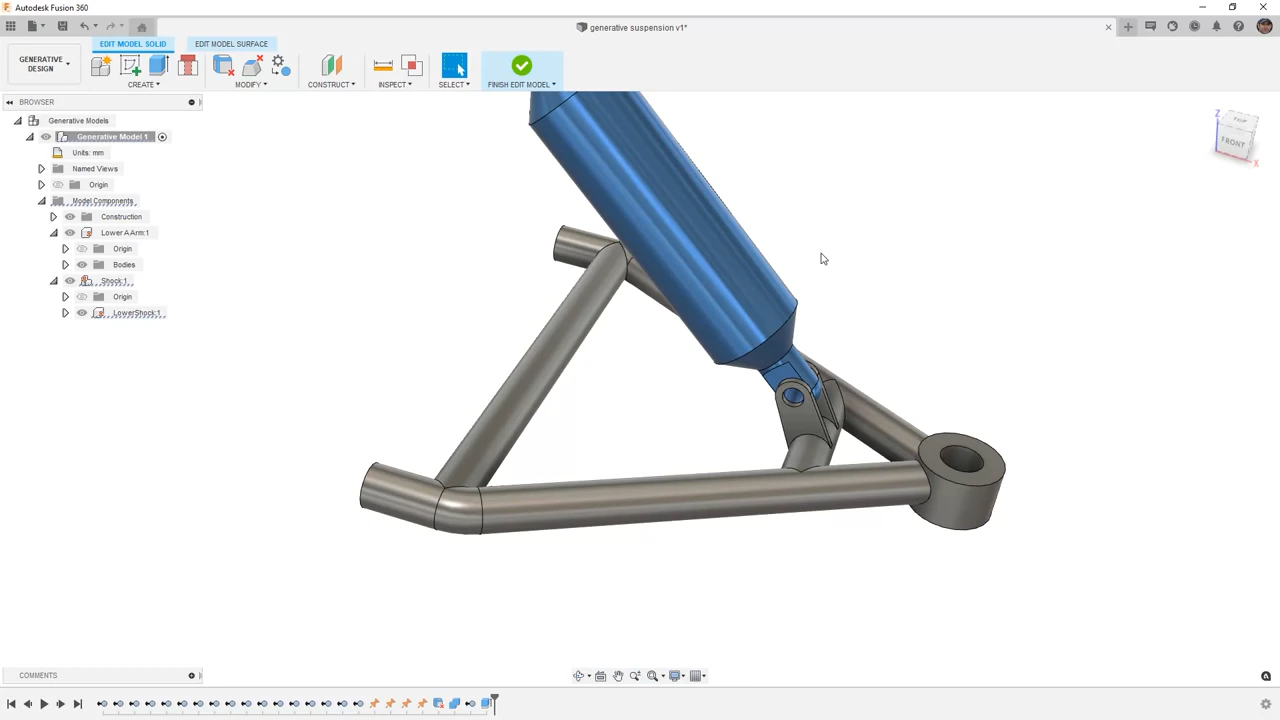 Autodesk Fusion 360
generative suspension v1*
GENERATIVE
DESIGN
EDIT MODEL SOLID
EDIT MODEL SURFACE
CREATE
MODIFY
CONSTRUCT
INSPECT
SELECT
FINISH EDIT MODEL
BROWSER
Generative Models
Generative Model 1
Units: mm
Named Views
Origin
Model Components
Construction
Lower AArm:1
Origin
Bodies
Shock:1
Origin
LowerShock:1
TOP
FRONT
Z
X
COMMENTS